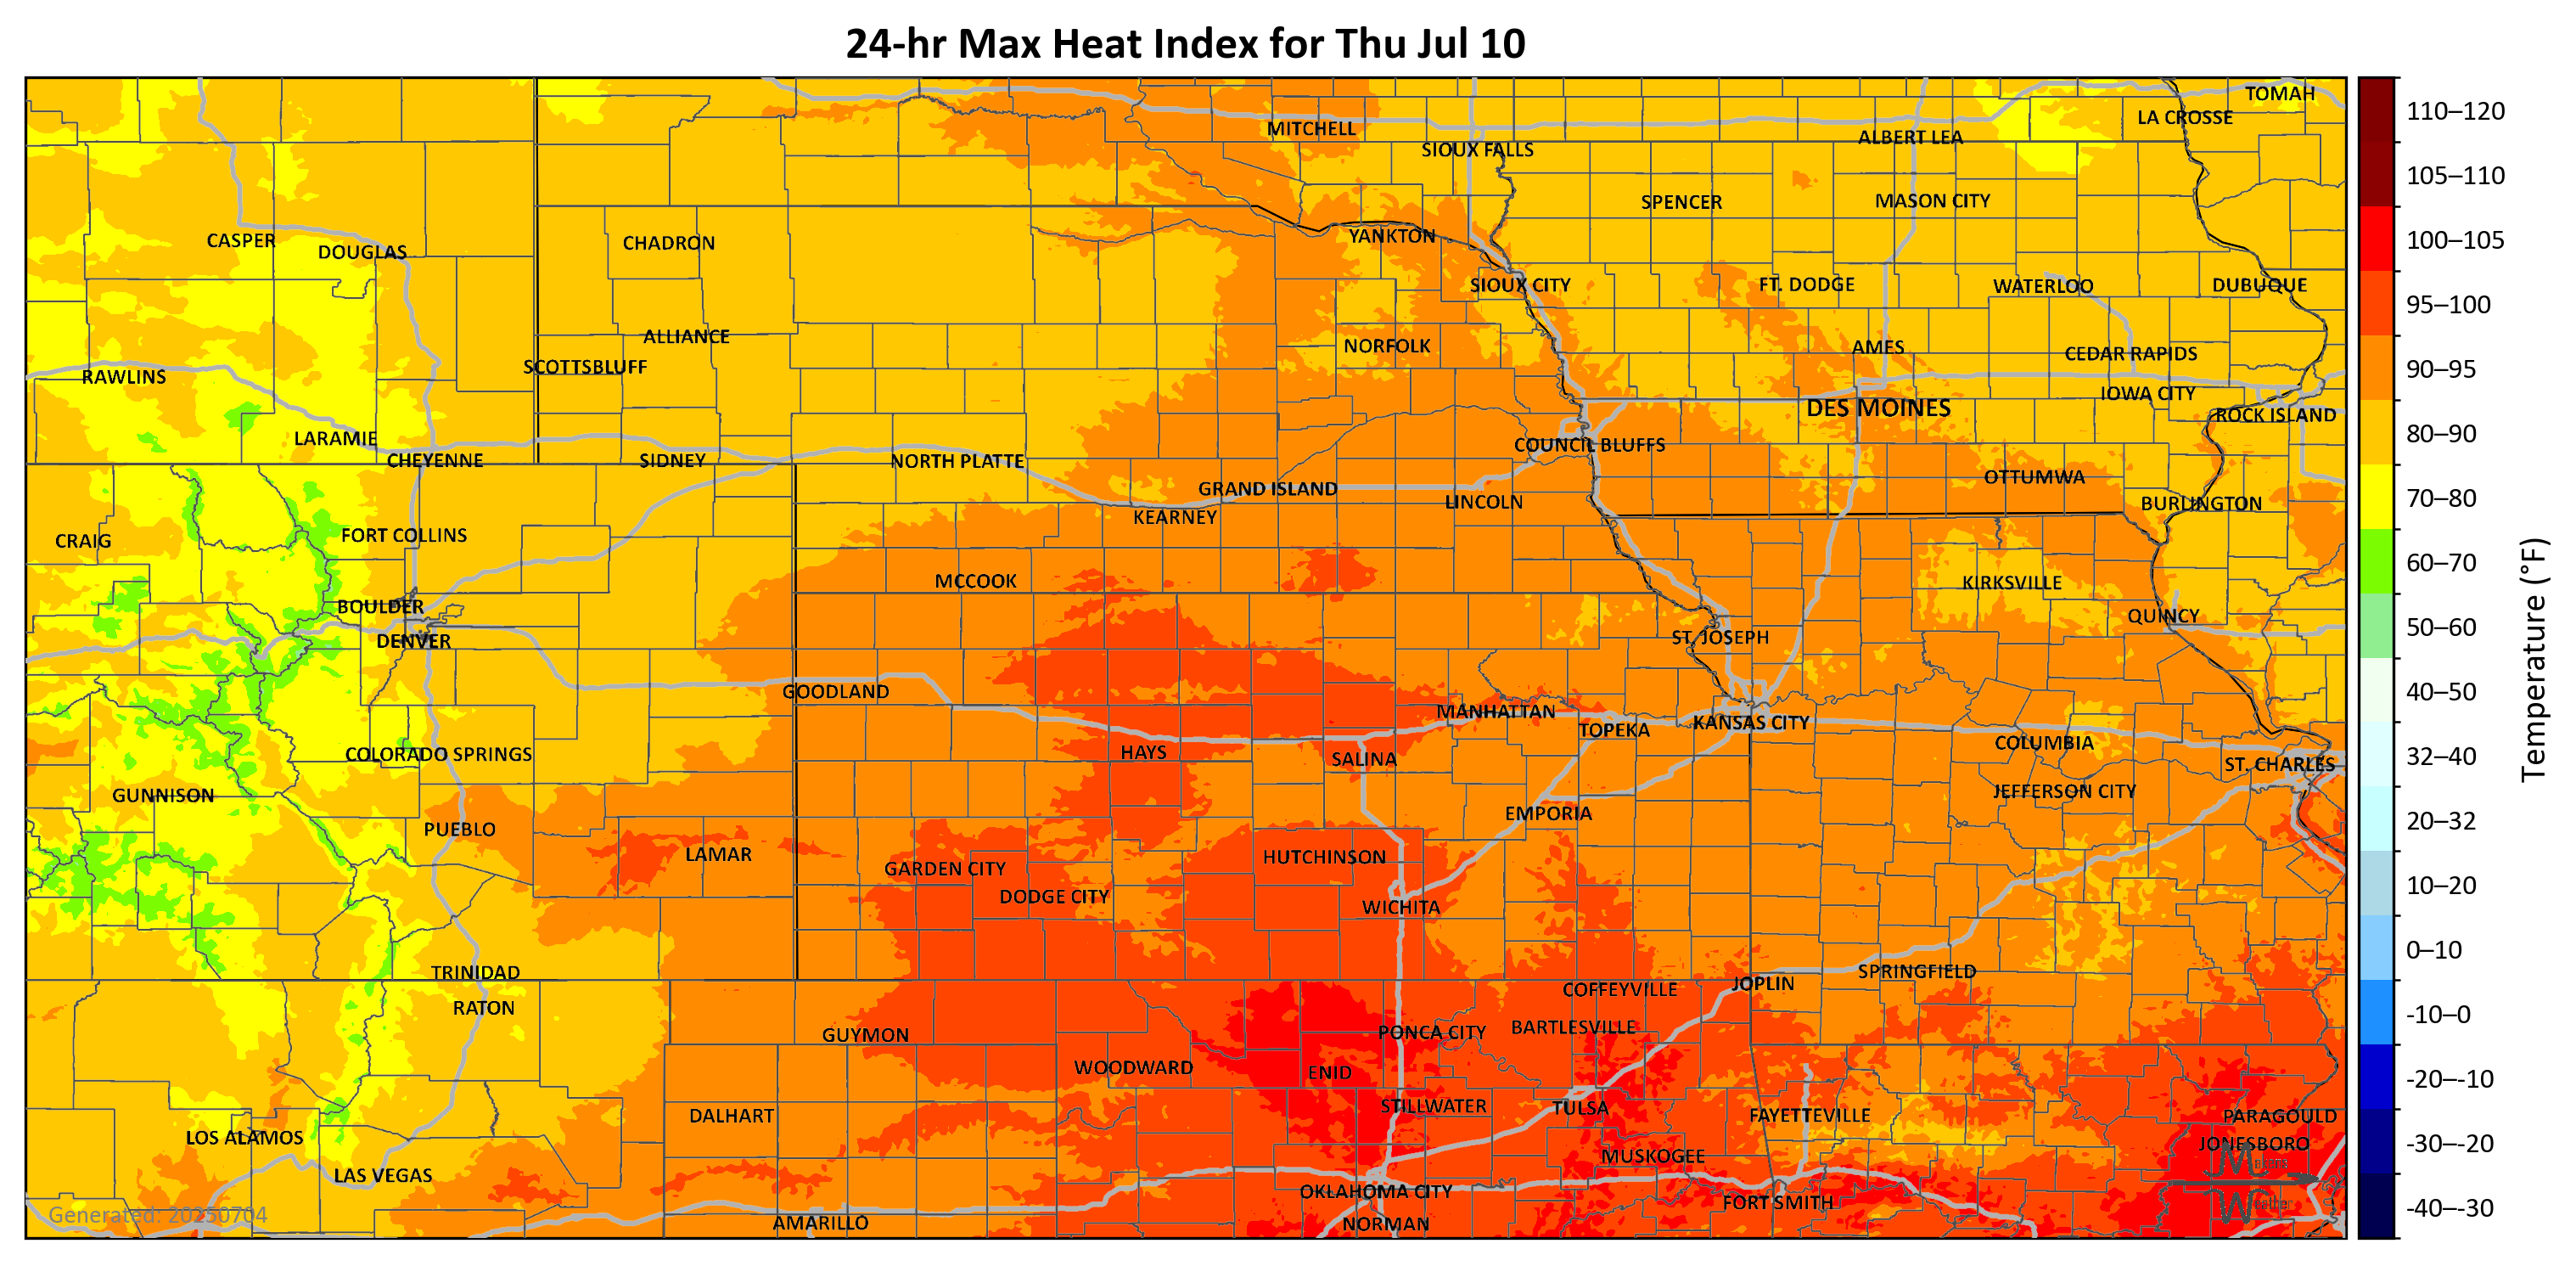 24-hr Max Heat Index for Thu Jul 10
TOMAH
LA CROSSE
MITCHELL
ALBERT LEA
SIOUX FALLS
SPENCER
MASON CITY
YANKTON
CASPER
CHADRON
DOUGLAS
SIOUX CITY
FT. DODGE
WATERLOO
DUBUQUE
ALLIANCE
NORFOLK
AMES
CEDAR RAPIDS
SCOTTSBLUFF
RAWLINS
IOWA CITY
DES MOINES
ROCK ISLAND
LARAMIE
COUNCIL BLUFFS
CHEYENNE
SIDNEY
NORTH PLATTE
OTTUMWA
GRAND ISLAND
LINCOLN
BURLINGTON
KEARNEY
CRAIG
FORT COLLINS
MCCOOK
KIRKSVILLE
BOULDER
QUINCY
DENVER
ST. JOSEPH
GOODLAND
MANHATTAN
KANSAS CITY
TOPEKA
COLUMBIA
COLORADO SPRINGS
HAYS
SALINA
ST. CHARLES
GUNNISON
JEFFERSON CITY
EMPORIA
PUEBLO
LAMAR
HUTCHINSON
GARDEN CITY
DODGE CITY
WICHITA
TRINIDAD
SPRINGFIELD
JOPLIN
COFFEYVILLE
RATON
GUYMON
PONCA CITY
BARTLESVILLE
WOODWARD
ENID
STILLWATER
TULSA
DALHART
FAYETTEVILLE
PARAGOULD
LOS ALAMOS
JONESBORO
MUSKOGEE
LAS VEGAS
OKLAHOMA CITY
FORT SMITH
AMARILLO
NORMAN
Generated: 20250704
110–120
105–110
100–105
95–100
90–95
80–90
70–80
60–70
50–60
40–50
32–40
20–32
10–20
0–10
-10–0
-20–-10
-30–-20
-40–-30
Temperature (°F)